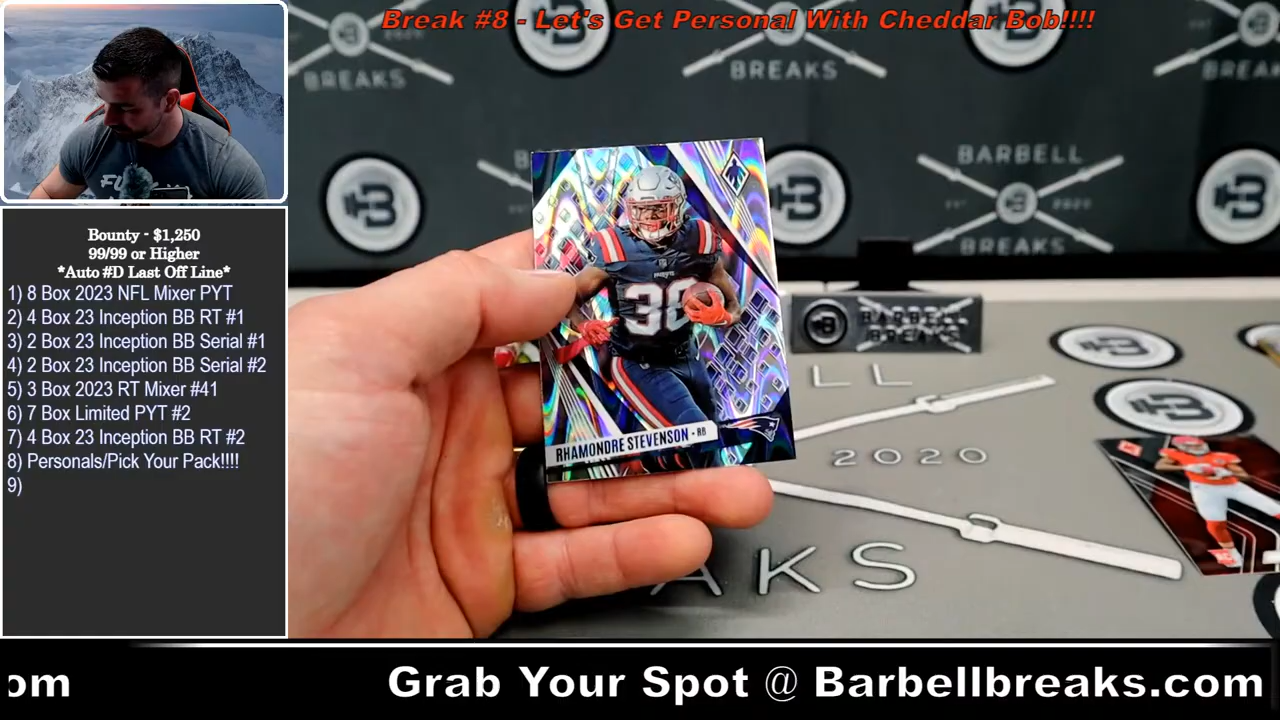 Break #8 - Let's Get Personal With Cheddar Bob!!!!
BREAKS
BREAKS
BARBELL
BREAKS
Bounty - $1,250
99/99 or Higher
*Auto #D Last Off Line*
1) 8 Box 2023 NFL Mixer PYT
2) 4 Box 23 Inception BB RT #1
3) 2 Box 23 Inception BB Serial #1
4) 2 Box 23 Inception BB Serial #2
5) 3 Box 2023 RT Mixer #41
6) 7 Box Limited PYT #2
7) 4 Box 23 Inception BB RT #2
8) Personals/Pick Your Pack!!!!
9)
38
RHAMONDRE STEVENSON - RB
BARBELL
BREAKS
LL
2020
AKS
om
Grab Your Spot @ Barbellbreaks.com